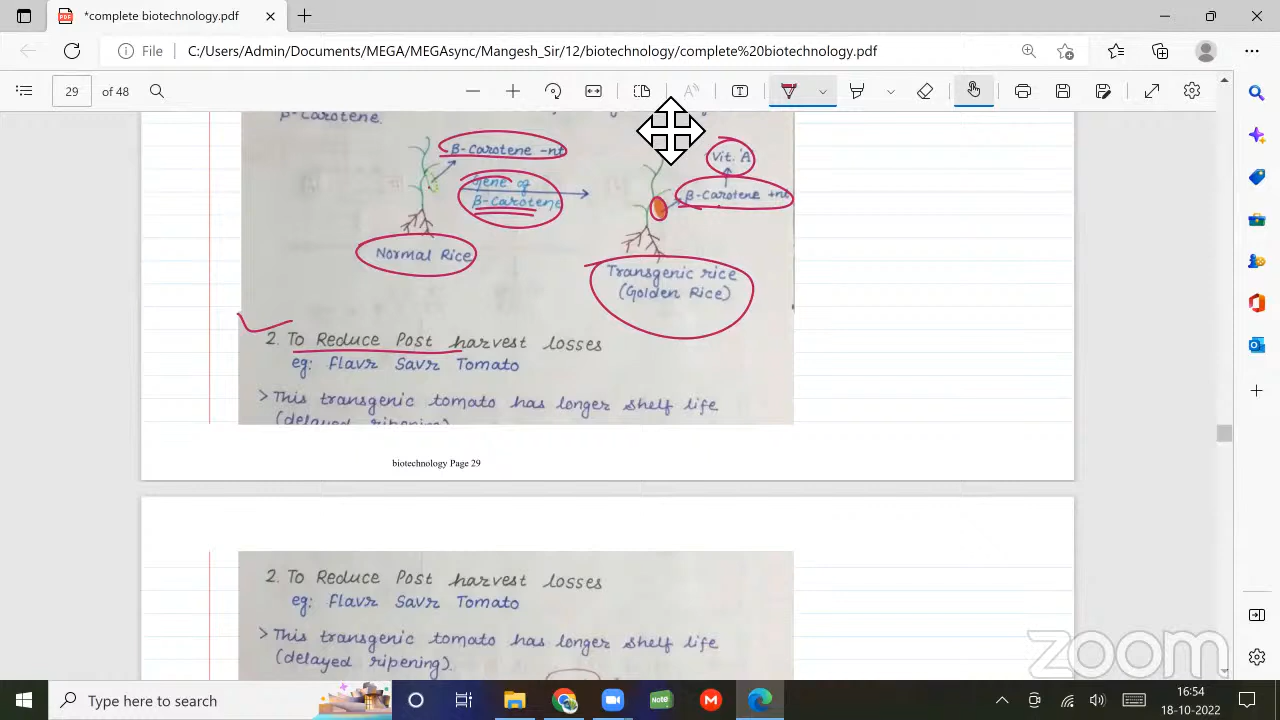 *complete biotechnology.pdf
File
C:/Users/Admin/Documents/MEGA/MEGAsync/Mangesh_Sir/12/biotechnology/complete%20biotechnology.pdf
29 of 48
β-Carotene.
β-Carotene -nt
Gene of
β-Carotene
Normal Rice
Vit. 'A'
β-Carotene +nt
Transgenic rice
(Golden Rice)
2. To Reduce Post harvest losses
eg: Flavr Savr Tomato
> This transgenic tomato has longer shelf life
(delayed ripening)
biotechnology Page 29
2. To Reduce Post harvest losses
eg: Flavr Savr Tomato
> This transgenic tomato has longer shelf life
(delayed ripening).
zoom
Type here to search
note
16:54
18-10-2022